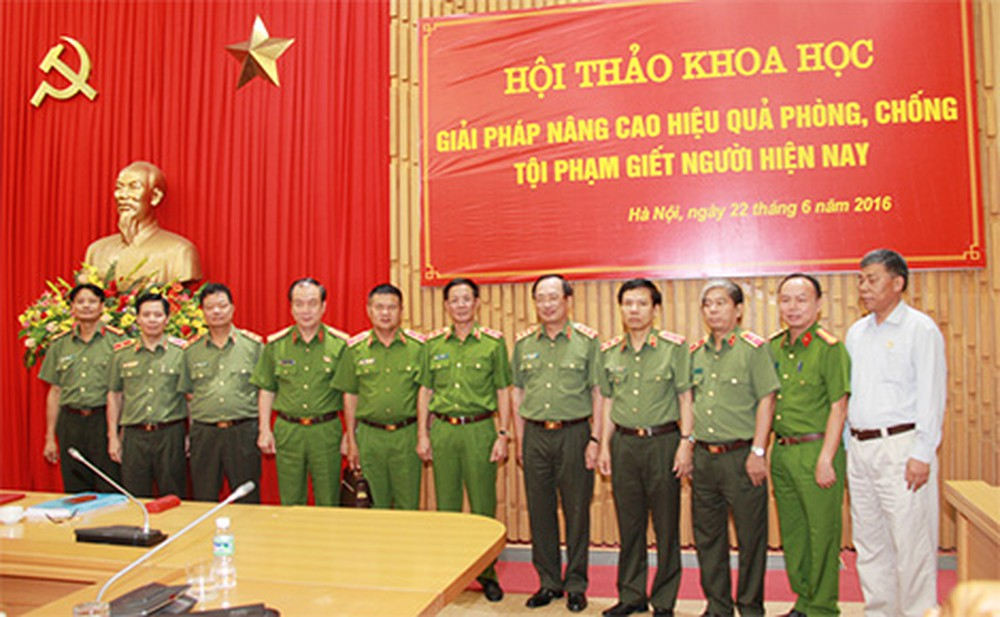 HỘI THẢO KHOA HỌC
GIẢI PHÁP NÂNG CAO HIỆU QUẢ PHÒNG, CHỐNG
TỘI PHẠM GIẾT NGƯỜI HIỆN NAY
Hà Nội, ngày 22 tháng 6 năm 2016